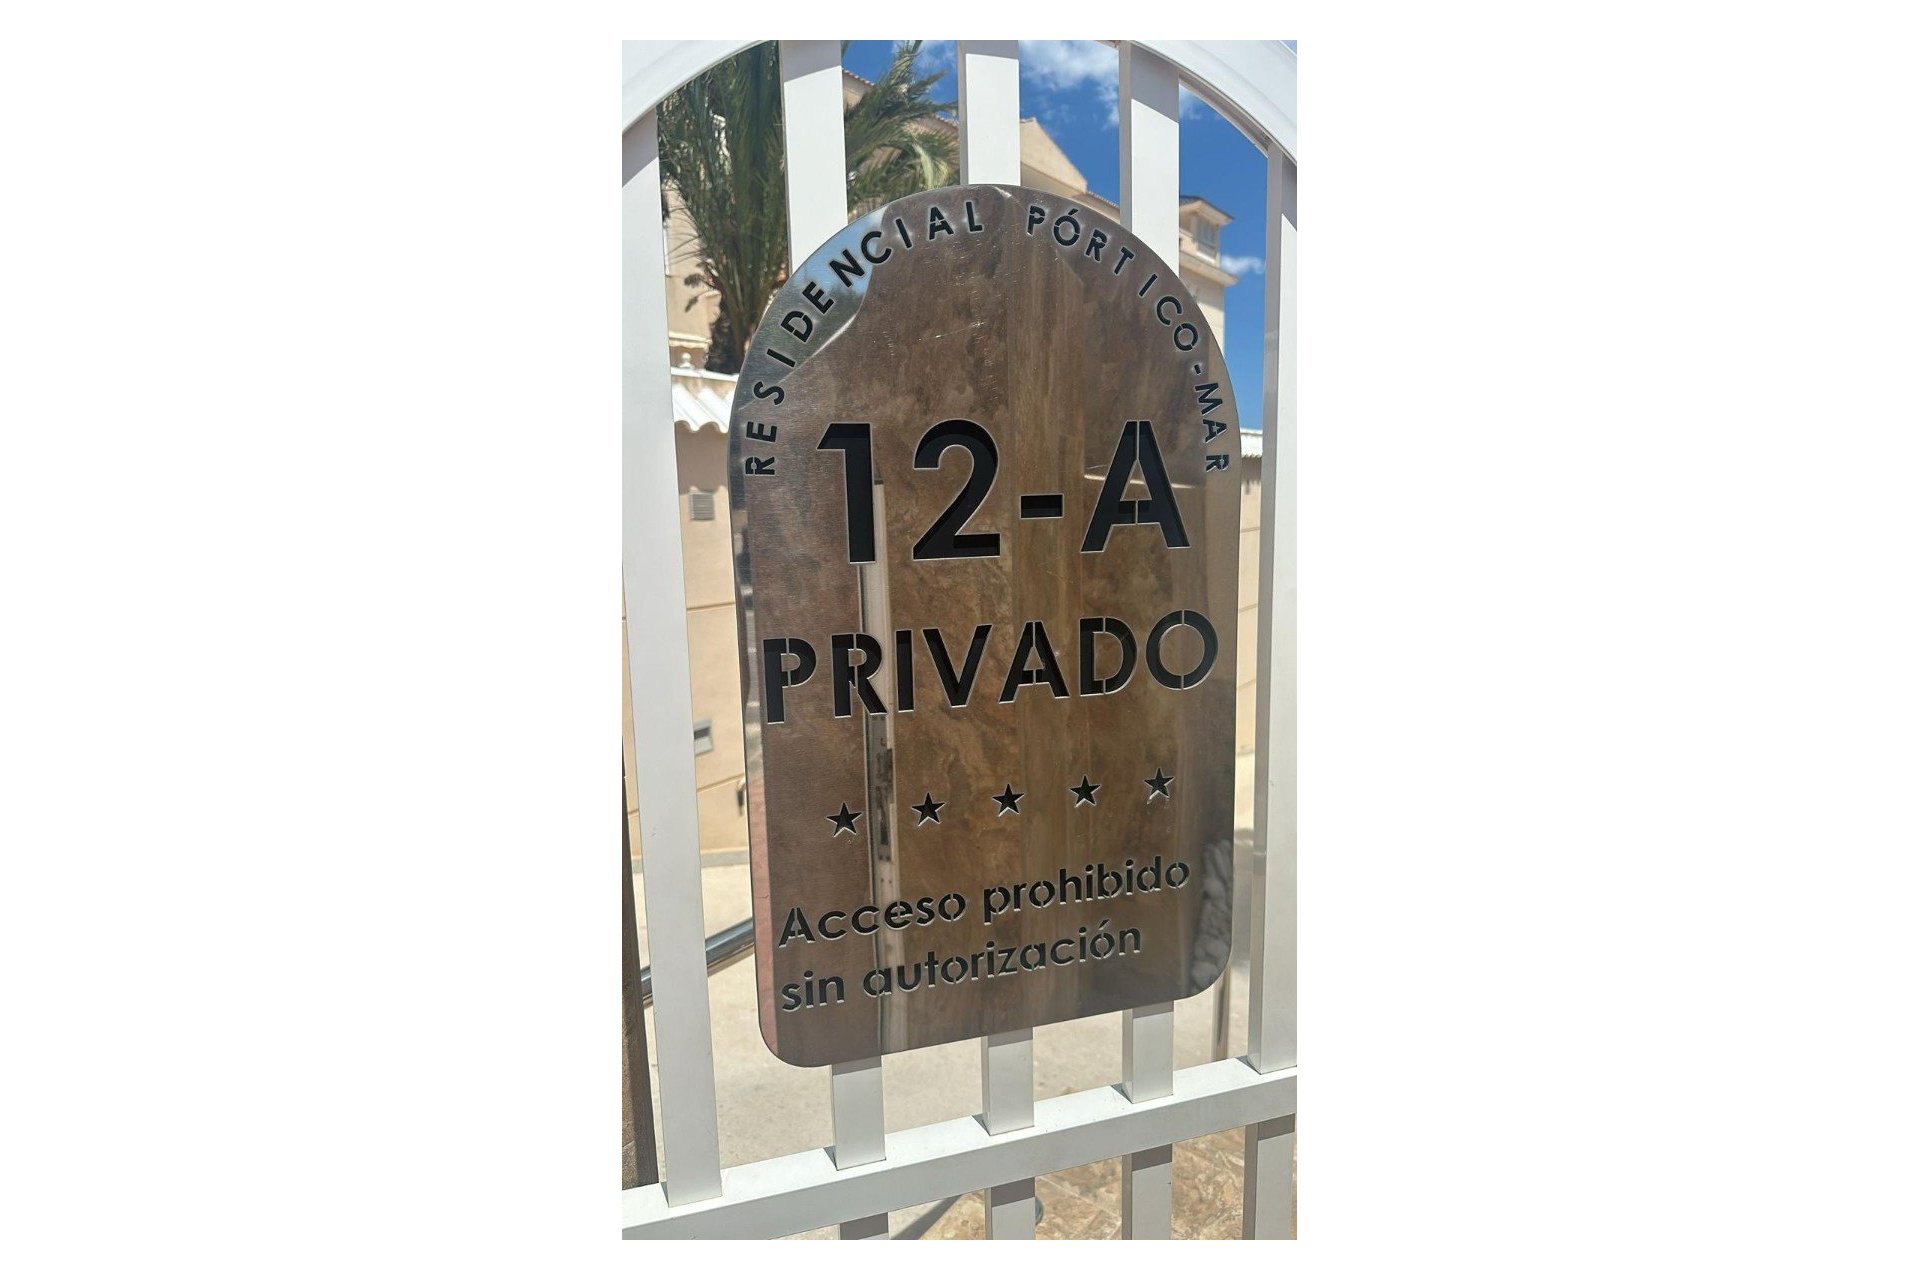 RESIDENCIAL PÓRTICO-MAR
12-A
PRIVADO
★ ★ ★ ★ ★
Acceso prohibido
sin autorización